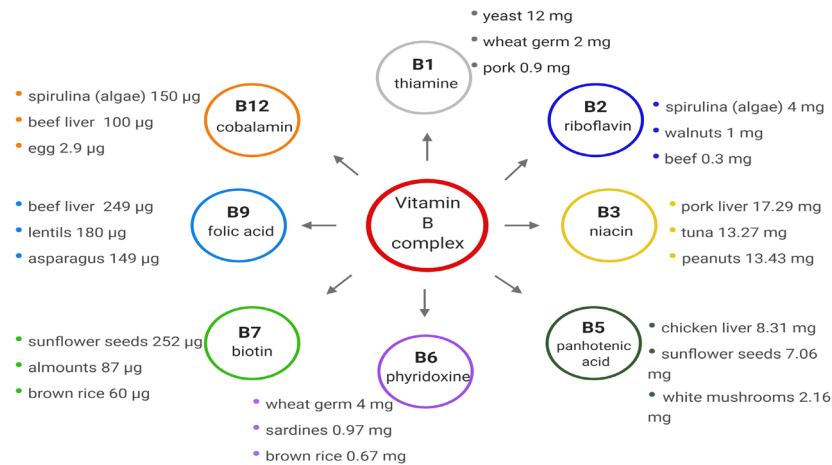 yeast 12 mg
wheat germ 2 mg
pork 0.9 mg
B1
thiamine
B12
cobalamin
spirulina (algae) 150 µg
beef liver 100 µg
egg 2.9 µg
B2
riboflavin
spirulina (algae) 4 mg
walnuts 1 mg
beef 0.3 mg
Vitamin
B
complex
B9
folic acid
beef liver 249 µg
lentils 180 µg
asparagus 149 µg
B3
niacin
pork liver 17.29 mg
tuna 13.27 mg
peanuts 13.43 mg
B7
biotin
sunflower seeds 252 µg
almounts 87 µg
brown rice 60 µg
B6
phyridoxine
wheat germ 4 mg
sardines 0.97 mg
brown rice 0.67 mg
B5
panhotenic
acid
chicken liver 8.31 mg
sunflower seeds 7.06
mg
white mushrooms 2.16
mg